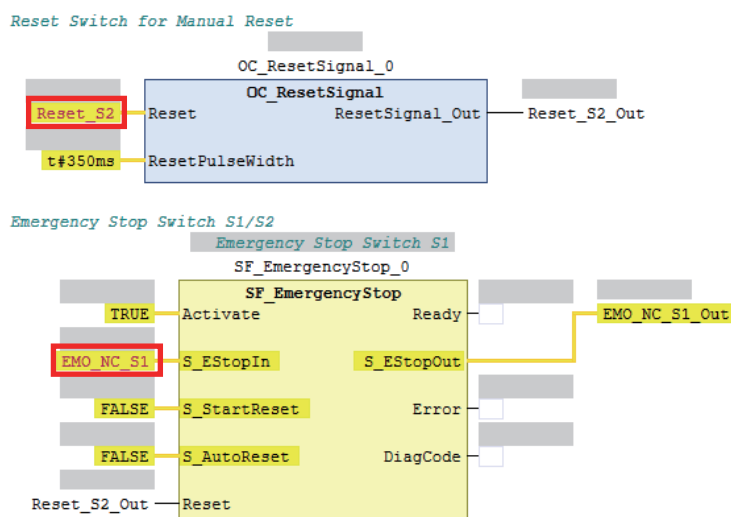 Reset Switch for Manual Reset
OC_ResetSignal_0
OC_ResetSignal
Reset_S2 Reset ResetSignal_Out Reset_S2_Out
t#350ms ResetPulseWidth
Emergency Stop Switch S1/S2
Emergency Stop Switch S1
SF_EmergencyStop_0
SF_EmergencyStop
TRUE Activate Ready EMO_NC_S1_Out
EMO_NC_S1 S_EStopIn S_EStopOut
FALSE S_StartReset Error
FALSE S_AutoReset DiagCode
Reset_S2_Out Reset